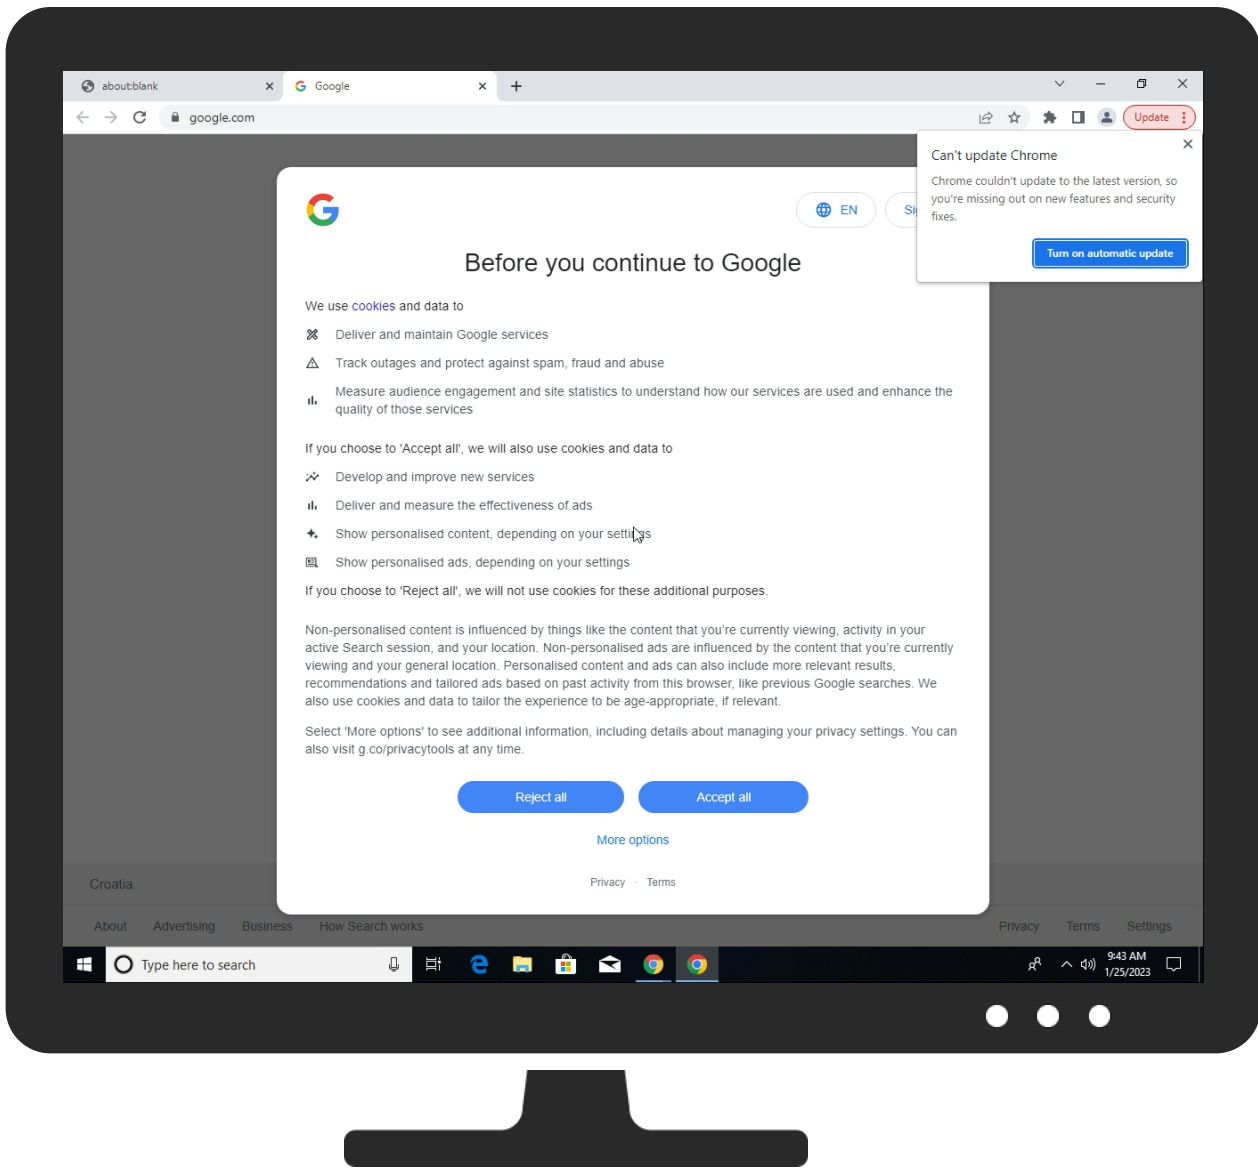 about:blank
Google
google.com
Update
Can't update Chrome
Chrome couldn't update to the latest version, so
you're missing out on new features and security
fixes.
Turn on automatic update
EN
Before you continue to Google
We use cookies and data to
Deliver and maintain Google services
Track outages and protect against spam, fraud and abuse
Measure audience engagement and site statistics to understand how our services are used and enhance the
quality of those services
If you choose to 'Accept all', we will also use cookies and data to
Develop and improve new services
Deliver and measure the effectiveness of ads
Show personalised content, depending on your settings
Show personalised ads, depending on your settings
If you choose to 'Reject all', we will not use cookies for these additional purposes.
Non-personalised content is influenced by things like the content that you're currently viewing, activity in your
active Search session, and your location. Non-personalised ads are influenced by the content that you're currently
viewing and your general location. Personalised content and ads can also include more relevant results,
recommendations and tailored ads based on past activity from this browser, like previous Google searches. We
also use cookies and data to tailor the experience to be age-appropriate, if relevant.
Select 'More options' to see additional information, including details about managing your privacy settings. You can
also visit g.co/privacytools at any time.
Reject all
Accept all
More options
Privacy · Terms
Croatia
About Advertising Business How Search works
Privacy Terms Settings
Type here to search
9:43 AM
1/25/2023